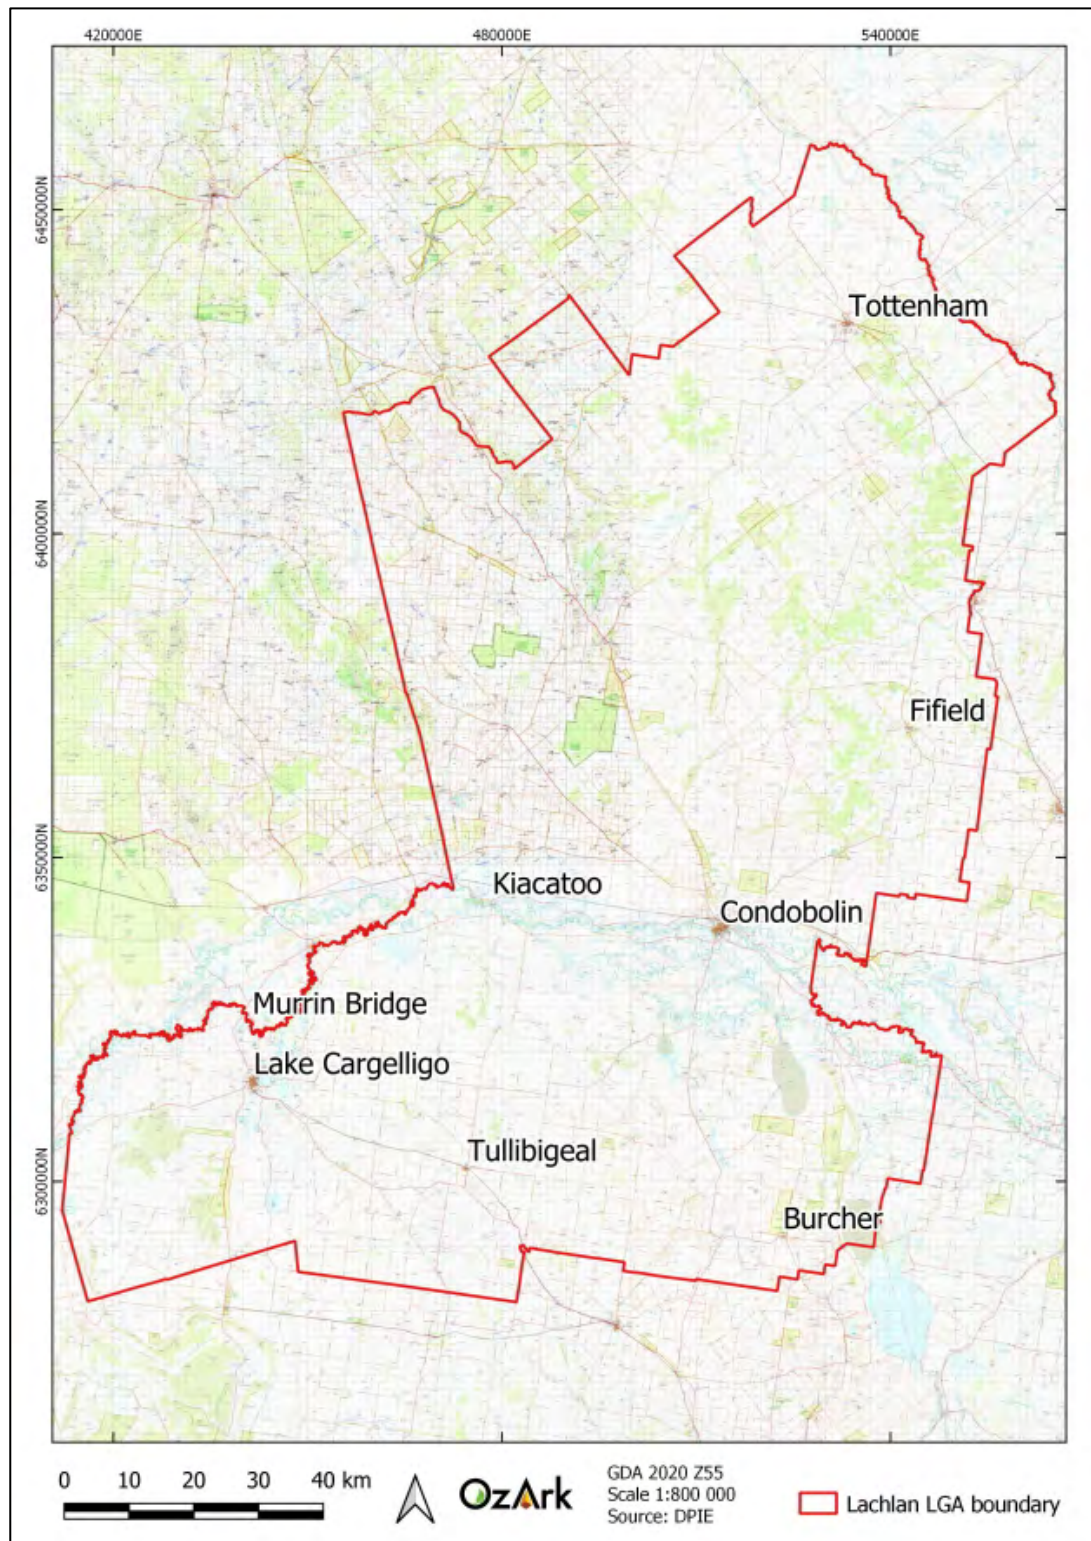 420000E 480000E 540000E
6450000N
Tottenham
6400000N
Fifield
6350000N
Kiacatoo
Condobolin
Murrin Bridge
Lake Cargelligo
Tullibigeal
6300000N
Burcher
0 10 20 30 40 km
OzArk
GDA 2020 Z55
Scale 1:800 000
Source: DPIE
Lachlan LGA boundary